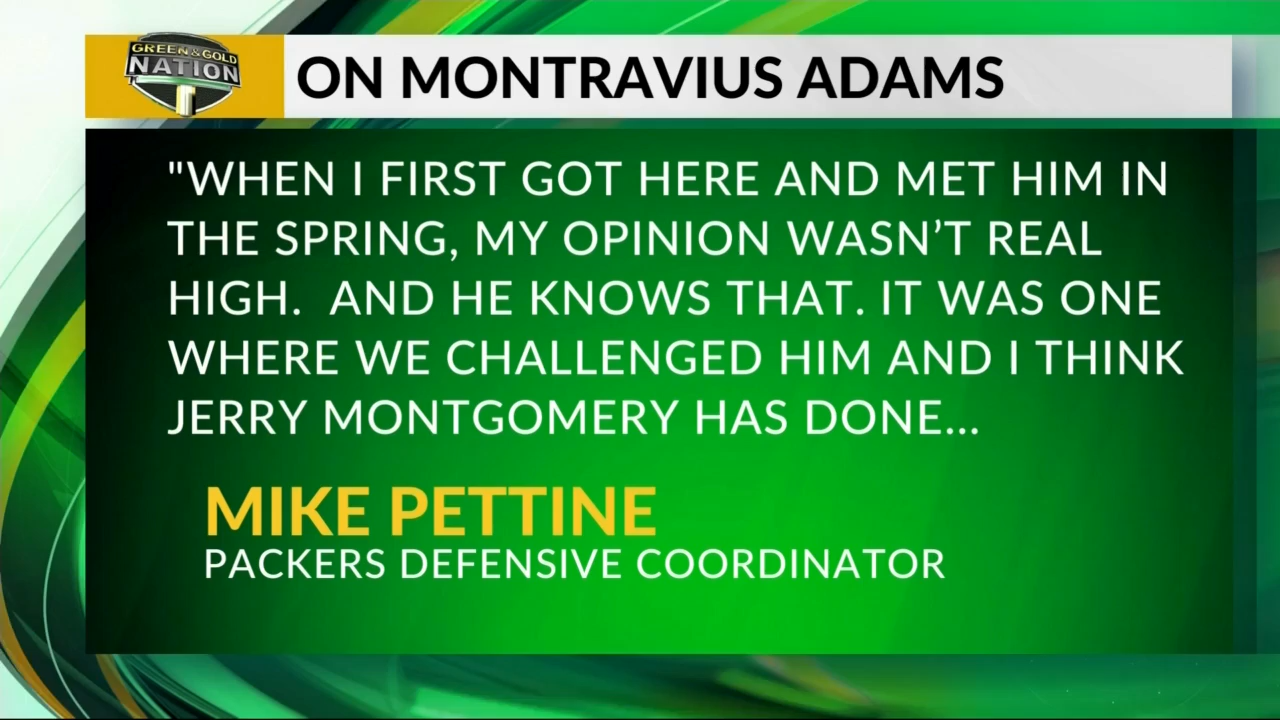 GREEN & GOLD
NATION
ON MONTRAVIUS ADAMS
"WHEN I FIRST GOT HERE AND MET HIM IN
THE SPRING, MY OPINION WASN’T REAL
HIGH.  AND HE KNOWS THAT. IT WAS ONE
WHERE WE CHALLENGED HIM AND I THINK
JERRY MONTGOMERY HAS DONE...
MIKE PETTINE
PACKERS DEFENSIVE COORDINATOR